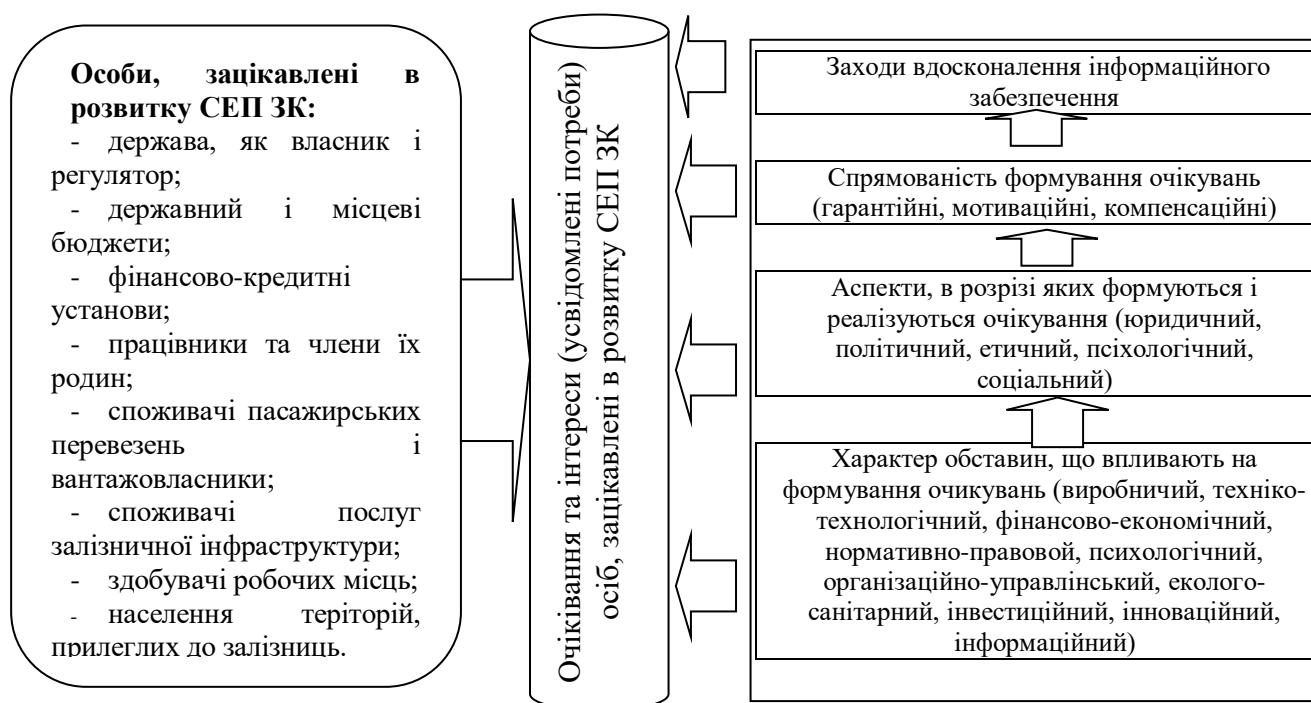 Особи, зацікавлені в
розвитку СЕП ЗК:
- держава, як власник і
регулятор;
- державний і місцеві
бюджети;
- фінансово-кредитні
установи;
- працівники та члени їх
родин;
- споживачі пасажирських
перевезень і
вантажовласники;
- споживачі послуг
залізничної інфраструктури;
- здобувачі робочих місць;
- населення теріторій,
прилеглих до залізниць.
Очіківання та інтереси (усвідомлені потреби)
осіб, зацікавлені в розвитку СЕП ЗК
Заходи вдосконалення інформаційного
забезпечення
Спрямованість формування очікувань
(гарантійні, мотиваційні, компенсаційні)
Аспекти, в розрізі яких формуються і
реалізуються очікування (юридичний,
політичний, етичний, псіхологічний,
соціальний)
Характер обставин, що впливають на
формування очикувань (виробничий, техніко-
технологічний, фінансово-економічний,
нормативно-правовой, психологічний,
організаційно-управлінський, еколого-
санітарний, інвестиційний, інноваційний,
інформаційний)